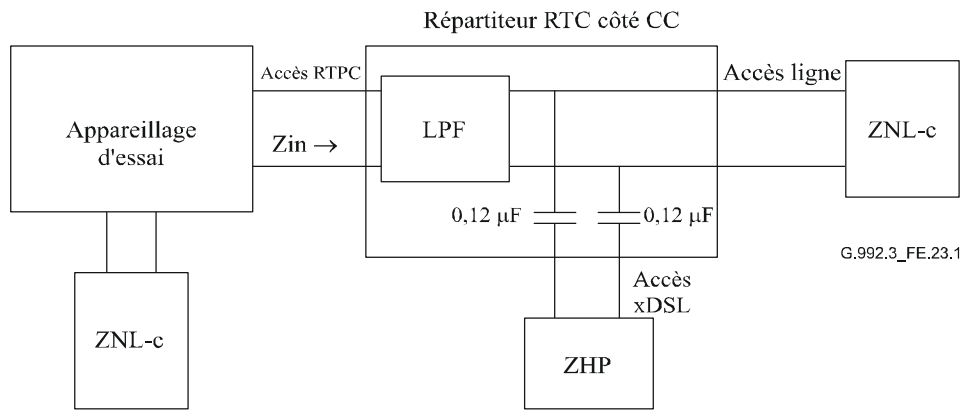 Répartiteur RTC côté CC
Accès RTPC
Accès ligne
Appareillage
d'essai
LPF
ZNL-c
Zin →
0,12 µF
0,12 µF
G.992.3_FE.23.1
Accès
xDSL
ZNL-c
ZHP